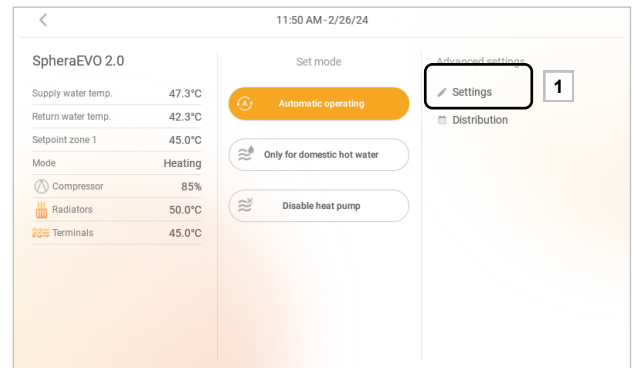 11:50 AM-2/26/24
SpheraEVO 2.0
Supply water temp. 47.3°C
Return water temp. 42.3°C
Setpoint zone 1 45.0°C
Mode Heating
Compressor 85%
Radiators 50.0°C
Terminals 45.0°C
Set mode
A Automatic operating
Only for domestic hot water
Disable heat pump
Advanced settings
Settings
1
Distribution